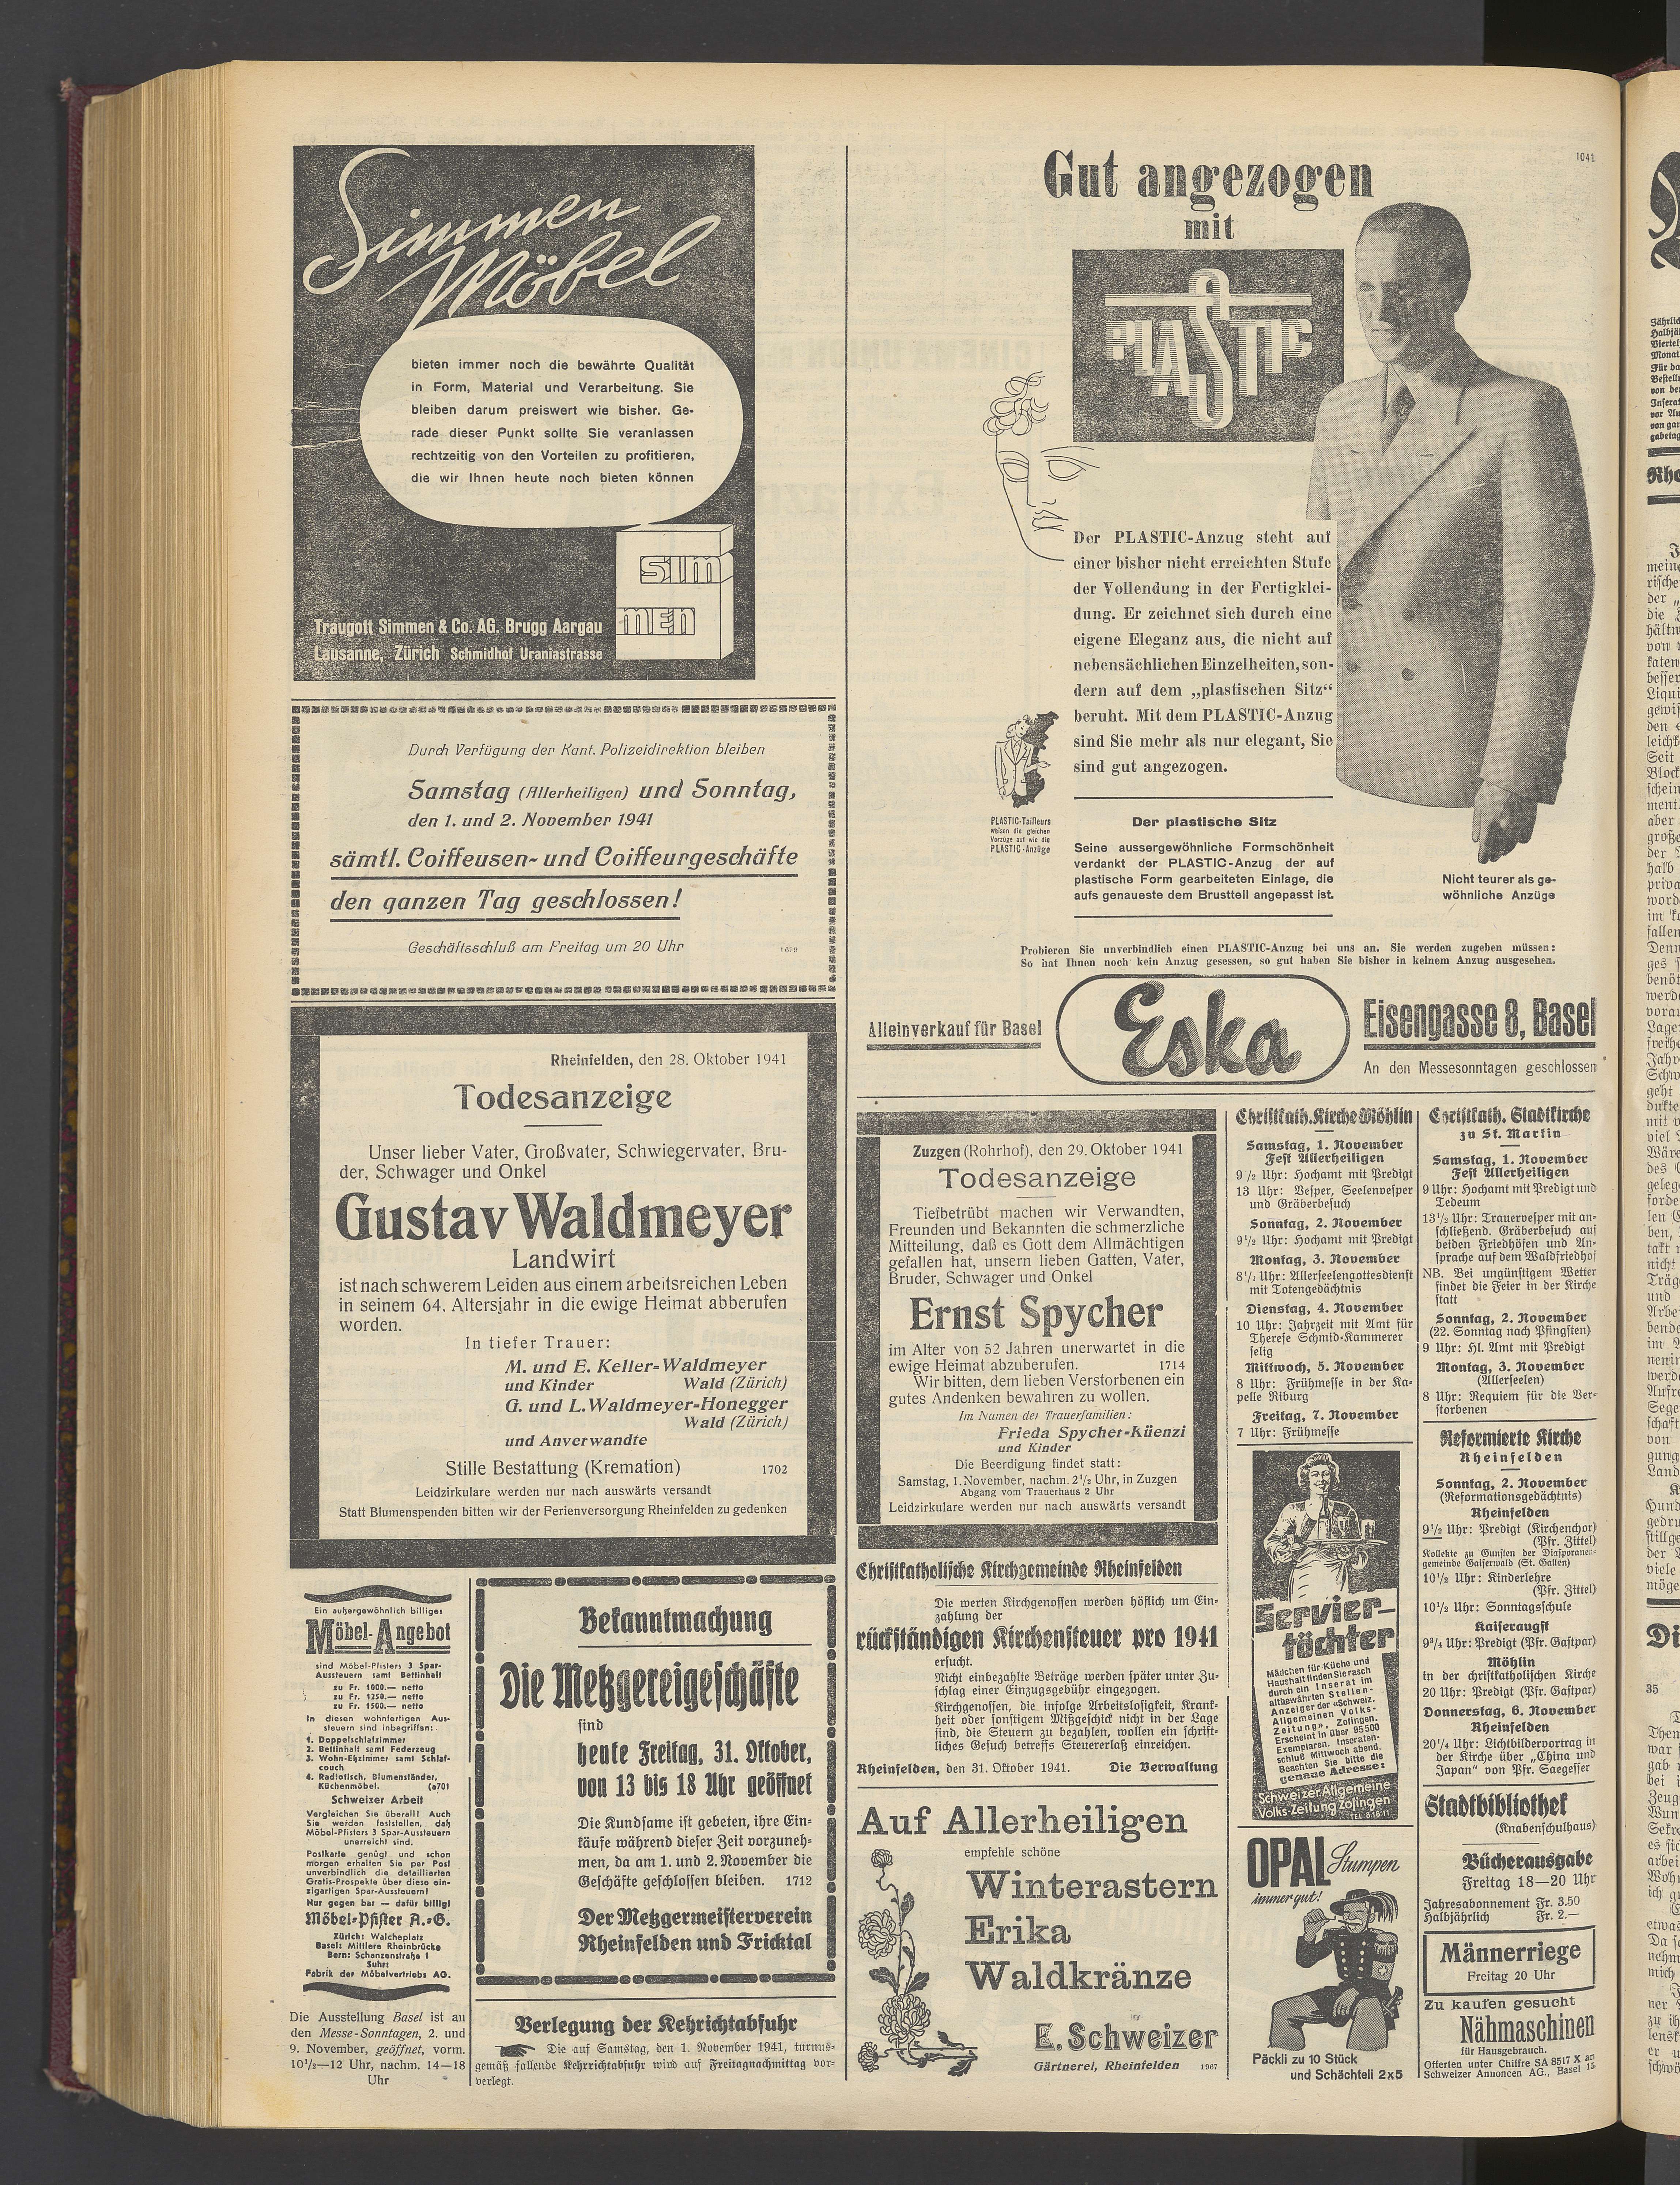 Simmen
Möbel
bieten immer noch die bewährte Qualität
in Form, Material und Verarbeitung. Sie
bleiben darum preiswert wie bisher. Ge-
rade dieser Punkt sollte Sie veranlassen
rechtzeitig von den Vorteilen zu profitieren,
die wir Ihnen heute noch bieten können
SIM
MEN
Traugott Simmen & Co. AG. Brugg Aargau
Lausanne, Zürich Schmidhof Uraniastrasse
Durch Verfügung der Kant. Polizeidirektion bleiben
Samstag (Allerheiligen) und Sonntag,
den 1. und 2. November 1941
sämtl. Coiffeusen- und Coiffeurgeschäfte
den ganzen Tag geschlossen!
Geschäftsschluß am Freitag um 20 Uhr
Rheinfelden, den 28. Oktober 1941
Todesanzeige
Unser lieber Vater, Großvater, Schwiegervater, Bru-
der, Schwager und Onkel
Gustav Waldmeyer
Landwirt
ist nach schwerem Leiden aus einem arbeitsreichen Leben
in seinem 64. Altersjahr in die ewige Heimat abberufen
worden.
In tiefer Trauer:
M. und E. Keller-Waldmeyer
und Kinder Wald (Zürich)
G. und L. Waldmeyer-Honegger
Wald (Zürich)
und Anverwandte
Stille Bestattung (Kremation) 1702
Leidzirkulare werden nur nach auswärts versandt
Statt Blumenspenden bitten wir der Ferienversorgung Rheinfelden zu gedenken
Ein außergewöhnlich billiges
Möbel-Angebot
sind Möbel-Pfisters 3 Spar-
Aussteuern samt Bettinhalt
zu Fr. 1000.— netto
zu Fr. 1250.— netto
zu Fr. 1500.— netto
In diesen wohnfertigen Aus-
steuern sind inbegriffen:
1. Doppelschlafzimmer
2. Bettinhalt samt Federzeug
3. Wohn-Eßzimmer samt Schlaf-
couch
4. Radiotisch, Blumenständer,
Küchenmöbel. (a701
Schweizer Arbeit
Vergleichen Sie überall! Auch
Sie werden feststellen, daß
Möbel-Pfisters 3 Spar-Aussteuern
unerreicht sind.
Postkarte genügt und schon
morgen erhalten Sie per Post
unverbindlich die detaillierten
Gratis-Prospekte über diese ein-
zigartigen Spar-Aussteuern!
Nur gegen bar — dafür billig!
Möbel-Pfister A.-G.
Zürich: Walcheplatz
Basel: Mittlere Rheinbrücke
Bern: Schanzenstraße 1
Suhr:
Fabrik der Möbelvertriebs AG.
Die Ausstellung Basel ist an
den Messe-Sonntagen, 2. und
9. November, geöffnet, vorm.
10½—12 Uhr, nachm. 14—18
Uhr
Bekanntmachung
Die Metzgereigeschäfte
sind
heute Freitag, 31. Oktober,
von 13 bis 18 Uhr geöffnet
Die Kundsame ist gebeten, ihre Ein-
käufe während dieser Zeit vorzuneh-
men, da am 1. und 2. November die
Geschäfte geschlossen bleiben. 1712
Der Metzgermeisterverein
Rheinfelden und Fricktal
Verlegung der Kehrichtabfuhr
Die auf Samstag, den 1. November 1941, turnus-
gemäß fallende Kehrrichtabfuhr wird auf Freitagnachmittag vor-
verlegt.
1041
Gut angezogen
mit
PLASTIC
Der PLASTIC-Anzug steht auf
einer bisher nicht erreichten Stufe
der Vollendung in der Fertigklei-
dung. Er zeichnet sich durch eine
eigene Eleganz aus, die nicht auf
nebensächlichen Einzelheiten, son-
dern auf dem „plastischen Sitz“
beruht. Mit dem PLASTIC-Anzug
sind Sie mehr als nur elegant, Sie
sind gut angezogen.
PLASTIC-Tailleurs
weisen die gleichen
Vorzüge auf wie die
PLASTIC-Anzüge
Der plastische Sitz
Seine aussergewöhnliche Formschönheit
verdankt der PLASTIC-Anzug der auf
plastische Form gearbeiteten Einlage, die
aufs genaueste dem Brustteil angepasst ist.
Nicht teurer als ge-
wöhnliche Anzüge
Probieren Sie unverbindlich einen PLASTIC-Anzug bei uns an. Sie werden zugeben müssen:
So hat Ihnen noch kein Anzug gesessen, so gut haben Sie bisher in keinem Anzug ausgesehen.
Alleinverkauf für Basel
Eska
Eisengasse 8, Basel
An den Messesonntagen geschlossen
Zuzgen (Rohrhof), den 29. Oktober 1941
Todesanzeige
Tiefbetrübt machen wir Verwandten,
Freunden und Bekannten die schmerzliche
Mitteilung, daß es Gott dem Allmächtigen
gefallen hat, unsern lieben Gatten, Vater,
Bruder, Schwager und Onkel
Ernst Spycher
im Alter von 52 Jahren unerwartet in die
ewige Heimat abzuberufen. 1714
Wir bitten, dem lieben Verstorbenen ein
gutes Andenken bewahren zu wollen.
Im Namen der Trauerfamilien:
Frieda Spycher-Küenzi
und Kinder
Die Beerdigung findet statt:
Samstag, 1. November, nachm. 2½ Uhr, in Zuzgen
Abgang vom Trauerhaus 2 Uhr
Leidzirkulare werden nur nach auswärts versandt
Christkatholische Kirchgemeinde Rheinfelden
Die werten Kirchgenossen werden höflich um Ein-
zahlung der
rückständigen Kirchensteuer pro 1941
ersucht.
Nicht einbezahlte Beträge werden später unter Zu-
schlag einer Einzugsgebühr eingezogen.
Kirchgenossen, die infolge Arbeitslosigkeit, Krank-
heit oder sonstigem Mißgeschick nicht in der Lage
sind, die Steuern zu bezahlen, wollen ein schrift-
liches Gesuch betreffs Steuererlaß einreichen.
Rheinfelden, den 31. Oktober 1941. Die Verwaltung
Auf Allerheiligen
empfehle schöne
Winterastern
Erika
Waldkränze
E. Schweizer
Gärtnerei, Rheinfelden 1967
Christkath. Kirche Möhlin
Samstag, 1. November
Fest Allerheiligen
9½ Uhr: Hochamt mit Predigt
13 Uhr: Vesper, Seelenvesper
und Gräberbesuch
Sonntag, 2. November
9½ Uhr: Hochamt mit Predigt
Montag, 3. November
8¼ Uhr: Allerseelengottesdienst
mit Totengedächtnis
Dienstag, 4. November
10 Uhr: Jahrzeit mit Amt für
Therese Schmid-Kammerer
selig
Mittwoch, 5. November
8 Uhr: Frühmesse in der Ka-
pelle Riburg
Freitag, 7. November
7 Uhr: Frühmesse
Servier-
töchter
Mädchen für Küche und
Haushalt finden Sie rasch
durch ein Inserat im
altbewährten Stellen-
Anzeiger der «Schweiz.
Allgemeinen Volks-
Zeitung», Zofingen.
Erscheint in über 95500
Exemplaren. Inseraten-
schluß Mittwoch abend.
Beachten Sie bitte die
genaue Adresse:
Schweizer Allgemeine
Volks-Zeitung Zofingen
OPAL Stumpen
immer gut!
Päckli zu 10 Stück
und Schächteli 2x5
Christkath. Stadtkirche
zu St. Martin
Samstag, 1. November
Fest Allerheiligen
9 Uhr: Hochamt mit Predigt und
Tedeum
13½ Uhr: Trauervesper mit an-
schließend. Gräberbesuch auf
beiden Friedhöfen und An-
sprache auf dem Waldfriedhof
NB. Bei ungünstigem Wetter
findet die Feier in der Kirche
statt
Sonntag, 2. November
(22. Sonntag nach Pfingsten)
9 Uhr: Hl. Amt mit Predigt
Montag, 3. November
(Allerseelen)
8 Uhr: Requiem für die Ver-
storbenen
Reformierte Kirche
Rheinfelden
Sonntag, 2. November
(Reformationsgedächtnis)
Rheinfelden
9½ Uhr: Predigt (Kirchenchor)
(Pfr. Zittel)
Kollekte zu Gunsten der Diasporanen-
gemeinde Gaiserwald (St. Gallen)
10½ Uhr: Kinderlehre
(Pfr. Zittel)
10½ Uhr: Sonntagsschule
Kaiseraugst
9¾ Uhr: Predigt (Pfr. Gastpar)
Möhlin
in der christkatholischen Kirche
20 Uhr: Predigt (Pfr. Gastpar)
Donnerstag, 6. November
Rheinfelden
20¼ Uhr: Lichtbildervortrag in
der Kirche über „China und
Japan“ von Pfr. Saegesser
Stadtbibliothek
(Knabenschulhaus)
Bücherausgabe
Freitag 18—20 Uhr
Jahresabonnement Fr. 3.50
Halbjährlich Fr. 2.—
Männerriege
Freitag 20 Uhr
Zu kaufen gesucht
Nähmaschinen
für Hausgebrauch.
Offerten unter Chiffre SA 8517 X an
Schweizer Annoncen AG., Basel 15